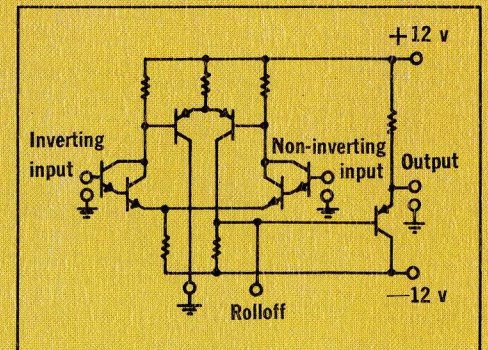 +12 v
Inverting
input
Non-inverting
input
Output
Rolloff
—12 v